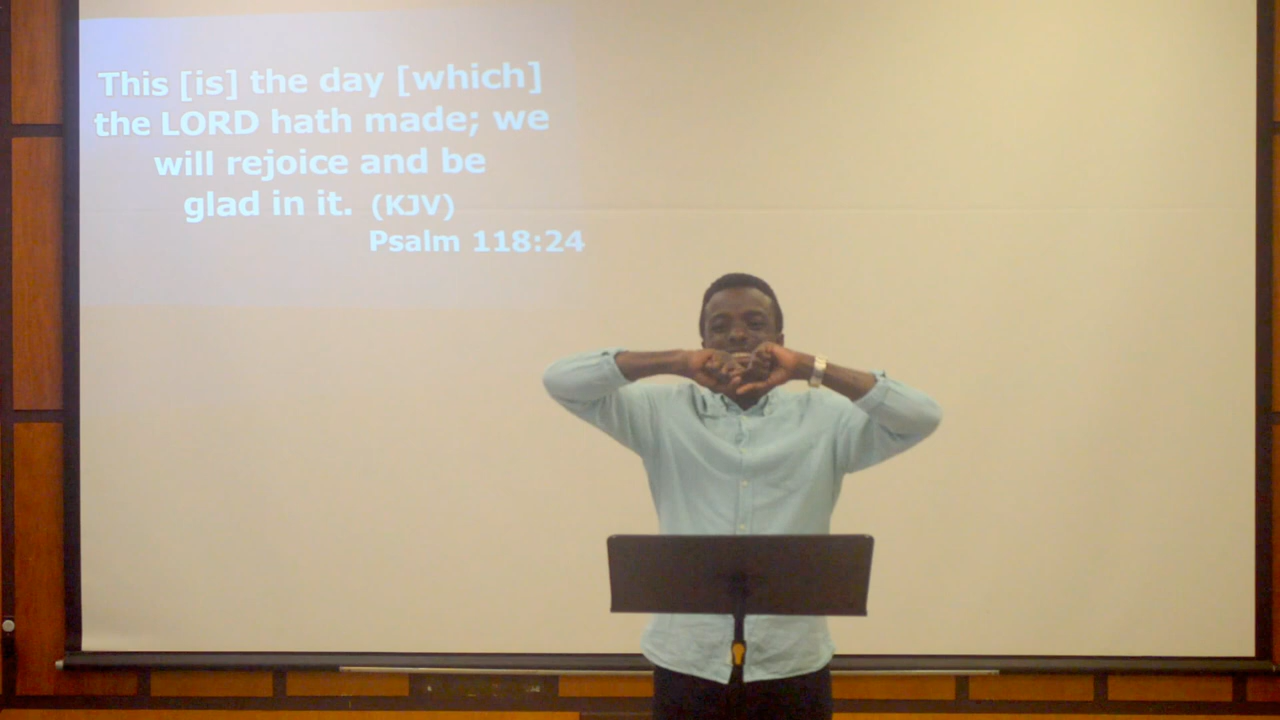 This [is] the day [which]
the LORD hath made; we
will rejoice and be
glad in it. (KJV)
Psalm 118:24